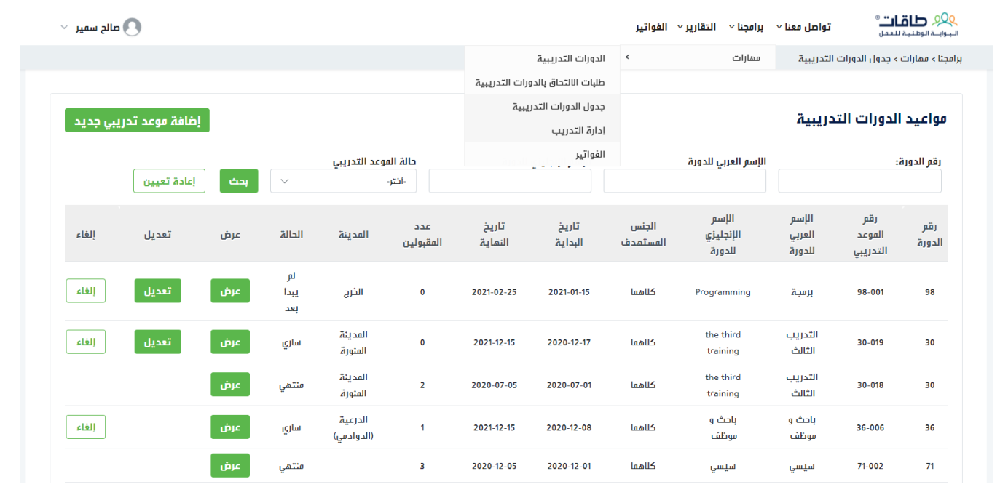 طاقات
البوابة الوطنية للعمل
تواصل معنا
برامجنا
التقارير
الفواتير
صالح سمير
برامجنا > مهارات > جدول الدورات التدريبية
مهارات
الدورات التدريبية
طلبات الالتحاق بالدورات التدريبية
جدول الدورات التدريبية
إدارة التدريب
الفواتير
مواعيد الدورات التدريبية
إضافة موعد تدريبي جديد
رقم الدورة:
الإسم العربي للدورة
حالة الموعد التدريبي
-اختر-
بحث
إعادة تعيين
رقم الدورة
رقم الموعد التدريبي
الإسم العربي للدورة
الإسم الإنجليزي للدورة
الجنس المستهدف
تاريخ البداية
تاريخ النهاية
عدد المقبولين
المدينة
الحالة
عرض
تعديل
إلغاء
98 98-001 برمجة Programming كلاهما 2021-01-15 2021-02-25 0 الخرج لم يبدا بعد عرض تعديل إلغاء
30 30-019 التدريب الثالث the third training كلاهما 2020-12-17 2021-12-15 0 المدينة المنورة ساري عرض تعديل إلغاء
30 30-018 التدريب الثالث the third training كلاهما 2020-07-01 2020-07-05 2 المدينة المنورة منتهي عرض
36 36-006 باحث و موظف باحث و موظف كلاهما 2020-12-08 2021-12-15 1 الدرعية (الدوادمي) ساري عرض إلغاء
71 71-002 سيسي سيسي كلاهما 2020-12-01 2020-12-05 3 منتهي عرض